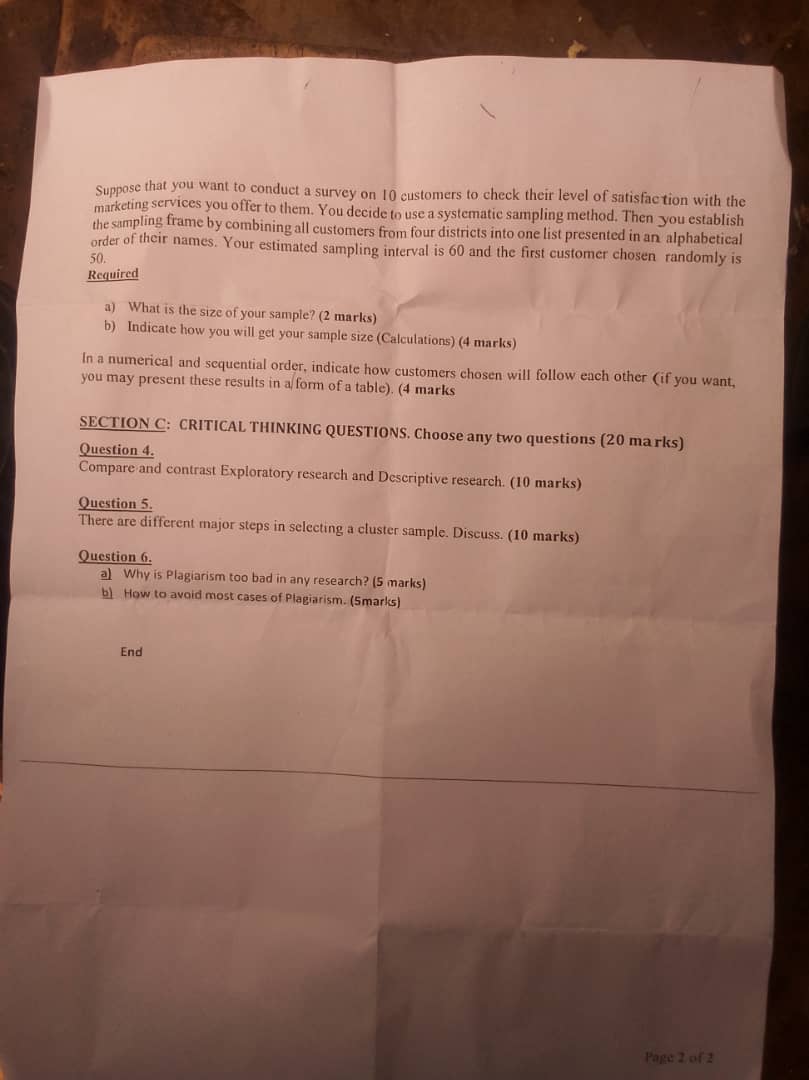 Suppose that you want to conduct a survey on 10 customers to check their level of satisfaction with the
marketing services you offer to them. You decide to use a systematic sampling method. Then you establish
the sampling frame by combining all customers from four districts into one list presented in an alphabetical
order of their names. Your estimated sampling interval is 60 and the first customer chosen randomly is
50.
Required
a) What is the size of your sample? (2 marks)
b) Indicate how you will get your sample size (Calculations) (4 marks)
In a numerical and sequential order, indicate how customers chosen will follow each other (if you want,
you may present these results in a form of a table). (4 marks
SECTION C: CRITICAL THINKING QUESTIONS. Choose any two questions (20 marks)
Question 4.
Compare and contrast Exploratory research and Descriptive research. (10 marks)
Question 5.
There are different major steps in selecting a cluster sample. Discuss. (10 marks)
Question 6.
a) Why is Plagiarism too bad in any research? (5 marks)
b) How to avoid most cases of Plagiarism. (5marks)
End
Page 2 of 2